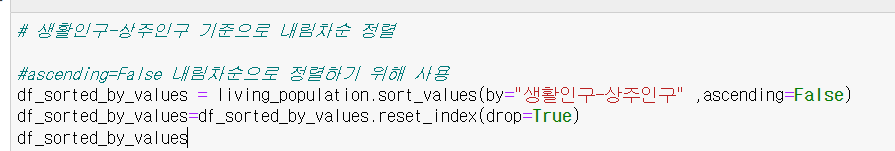 # 생활인구-상주인구 기준으로 내림차순 정렬
#ascending=False 내림차순으로 정렬하기 위해 사용
df_sorted_by_values = living_population.sort_values(by="생활인구-상주인구" ,ascending=False)
df_sorted_by_values=df_sorted_by_values.reset_index(drop=True)
df_sorted_by_values